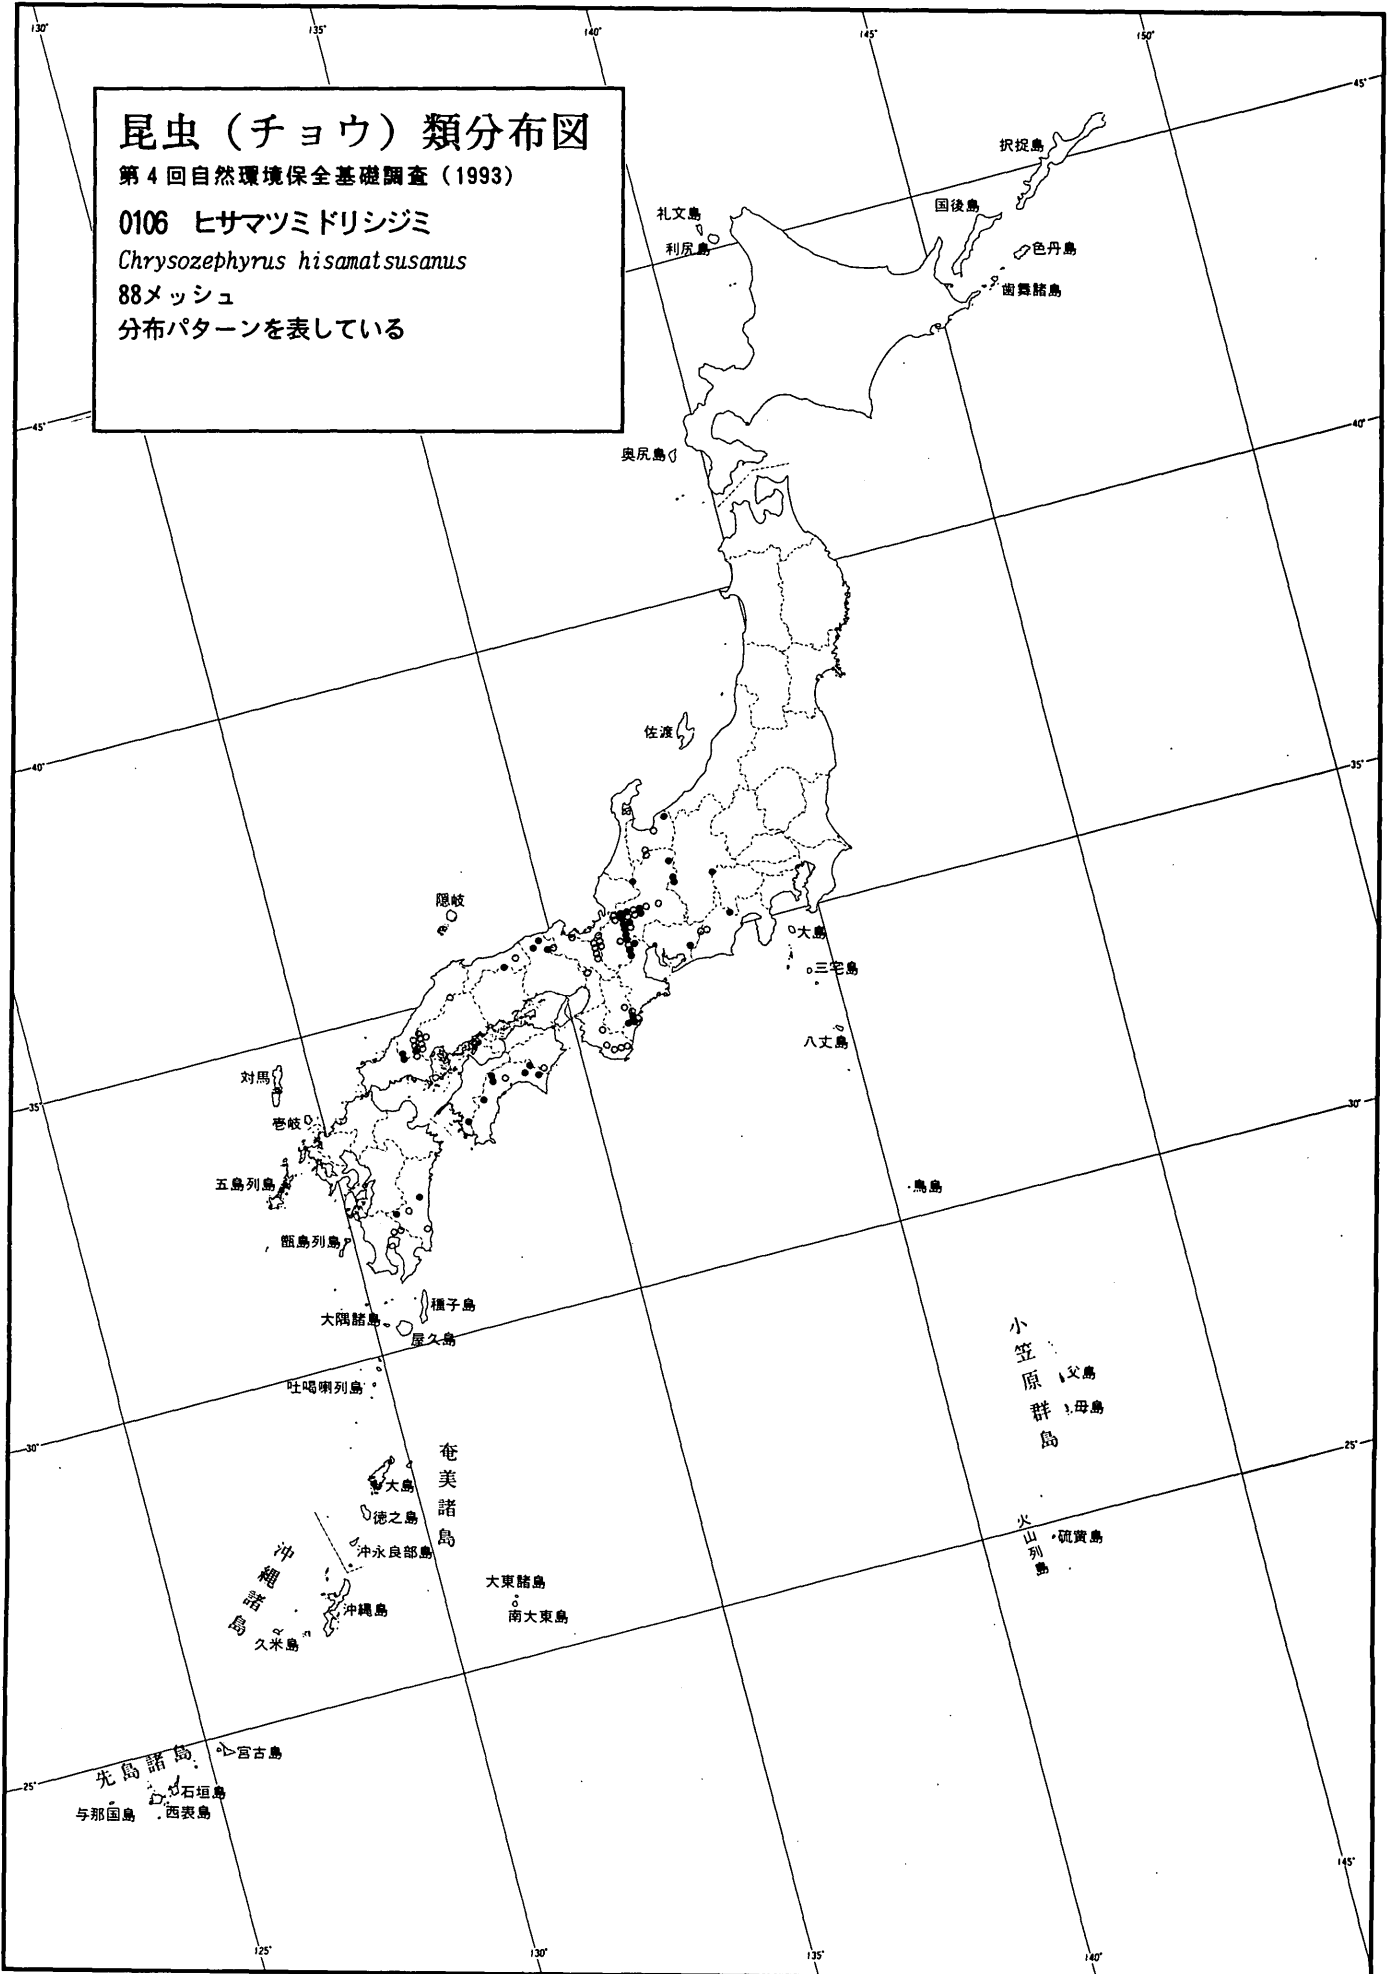 130°
135°
140°
145°
150°
昆虫（チョウ）類分布図
第4回自然環境保全基礎調査（1993）
0106 ヒサマツミドリシジミ
Chrysozephyrus hisamatsusanus
88メッシュ
分布パターンを表している
45°
択捉島
国後島
色丹島
歯舞諸島
礼文島
利尻島
45°
40°
奥尻島
佐渡
40°
35°
隠岐
大島
三宅島
八丈島
対馬
35°
壱岐
30°
五島列島
鳥島
甑島列島
種子島
大隅諸島
屋久島
小笠原群島
父島
母島
吐噶喇列島
30°
25°
奄美諸島
大島
徳之島
沖永良部島
火山列島
硫黄島
沖縄諸島
大東諸島
南大東島
沖縄島
久米島
先島諸島
宮古島
25°
石垣島
与那国島
西表島
145°
125°
130°
135°
140°